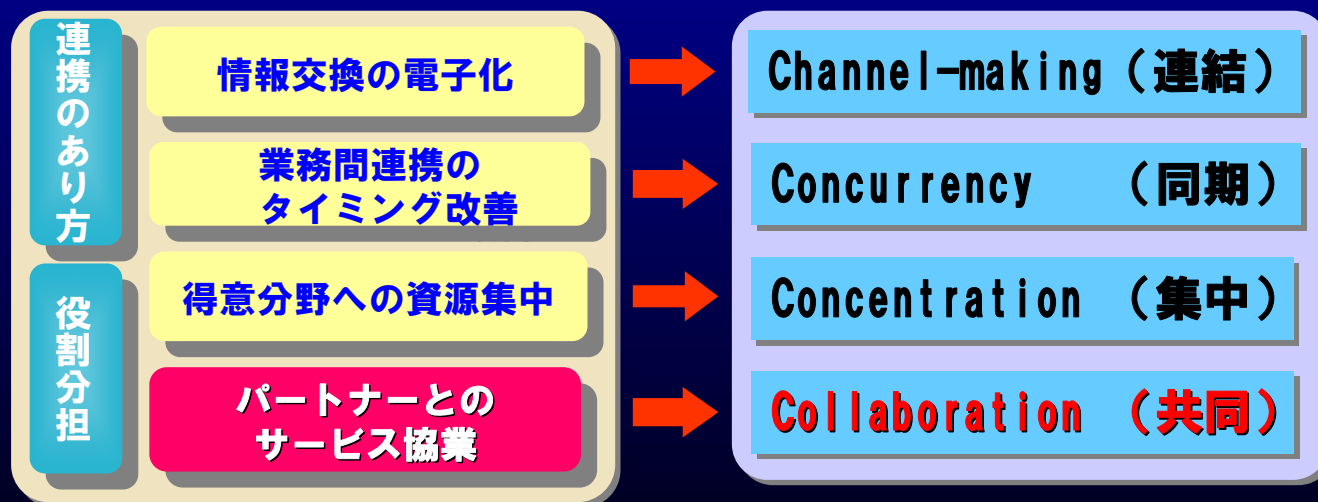 連携のあり方
情報交換の電子化
Channel-making（連結）
業務間連携の
タイミング改善
Concurrency （同期）
役割分担
得意分野への資源集中
Concentration （集中）
パートナーとの
サービス協業
Collaboration （共同）